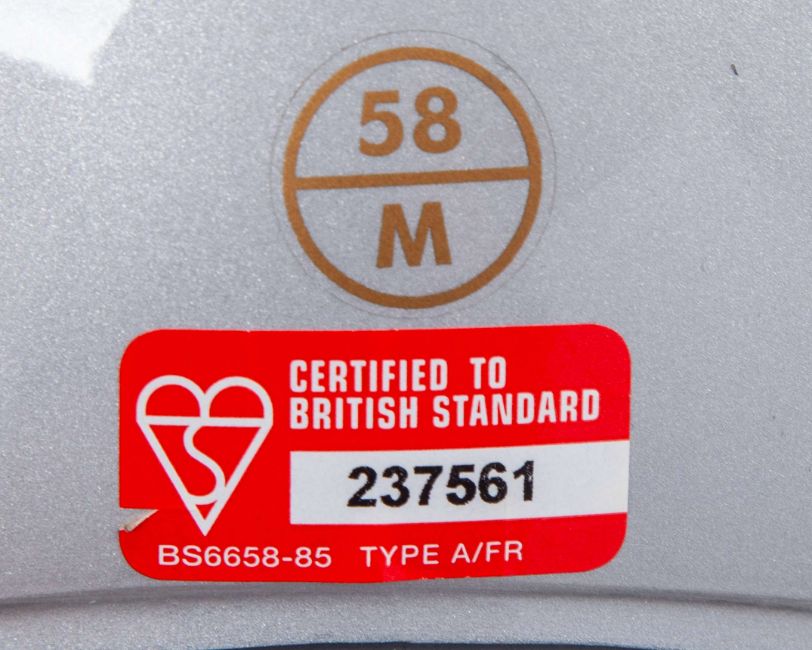 58
M
CERTIFIED TO
BRITISH STANDARD
237561
BS6658-85 TYPE A/FR